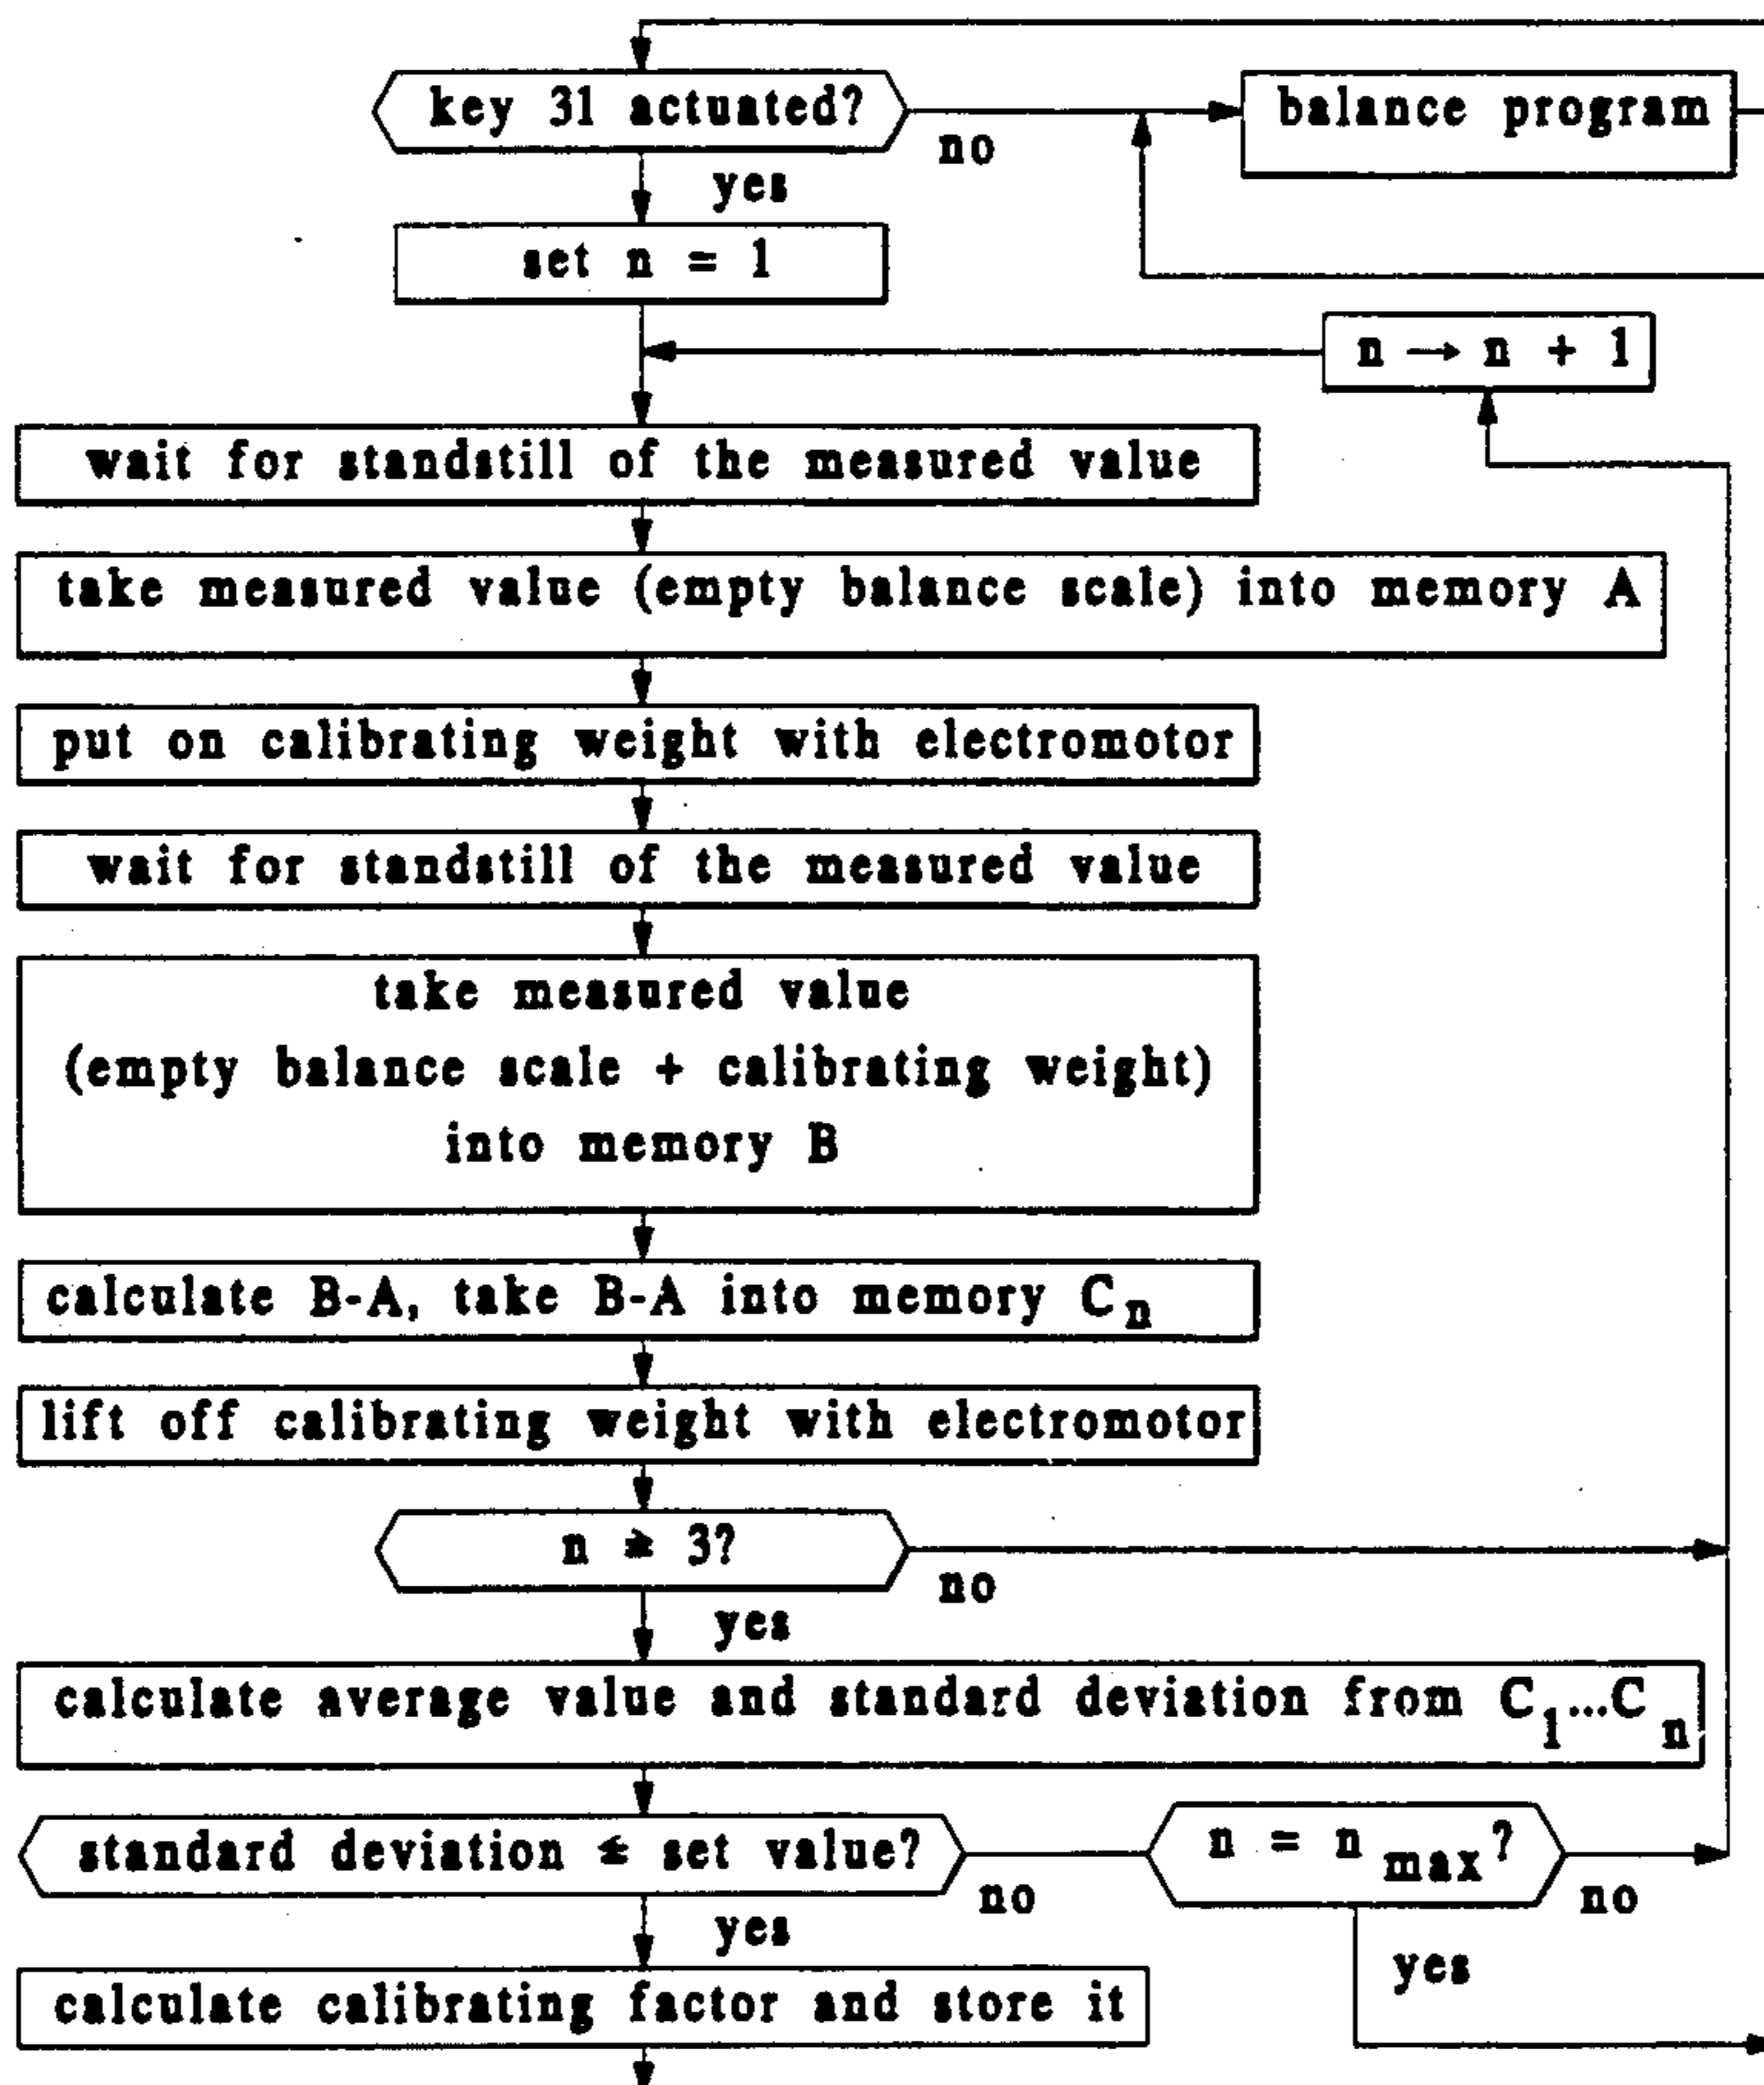 key 31 actuated?
no
balance program
yes
set n = 1
n → n + 1
wait for standstill of the measured value
take measured value (empty balance scale) into memory A
put on calibrating weight with electromotor
wait for standstill of the measured value
take measured value
(empty balance scale + calibrating weight)
into memory B
calculate B-A, take B-A into memory Cn
lift off calibrating weight with electromotor
n ≥ 3?
no
yes
calculate average value and standard deviation from C1...Cn
standard deviation ≤ set value?
no
n = n max?
no
yes
yes
calculate calibrating factor and store it